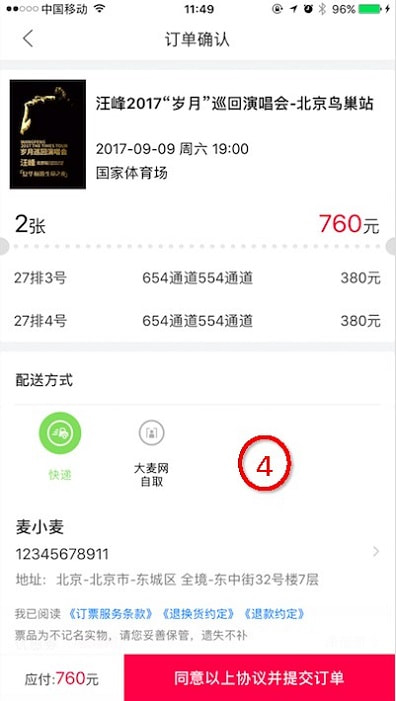 中国移动 11:49 96%
订单确认
汪峰2017“岁月”巡回演唱会-北京鸟巢站
2017-09-09 周六 19:00
国家体育场
岁月巡回演唱会
汪峰
2张 760元
27排3号 654通道554通道 380元
27排4号 654通道554通道 380元
配送方式
快递
大麦网
自取
4
麦小麦
12345678911
地址：北京-北京市-东城区 全境-东中街32号楼7层
我已阅读《订票服务条款》《退换货约定》《退款约定》
票品为不记名实物，请您妥善保管，遗失不补
应付:760元 同意以上协议并提交订单